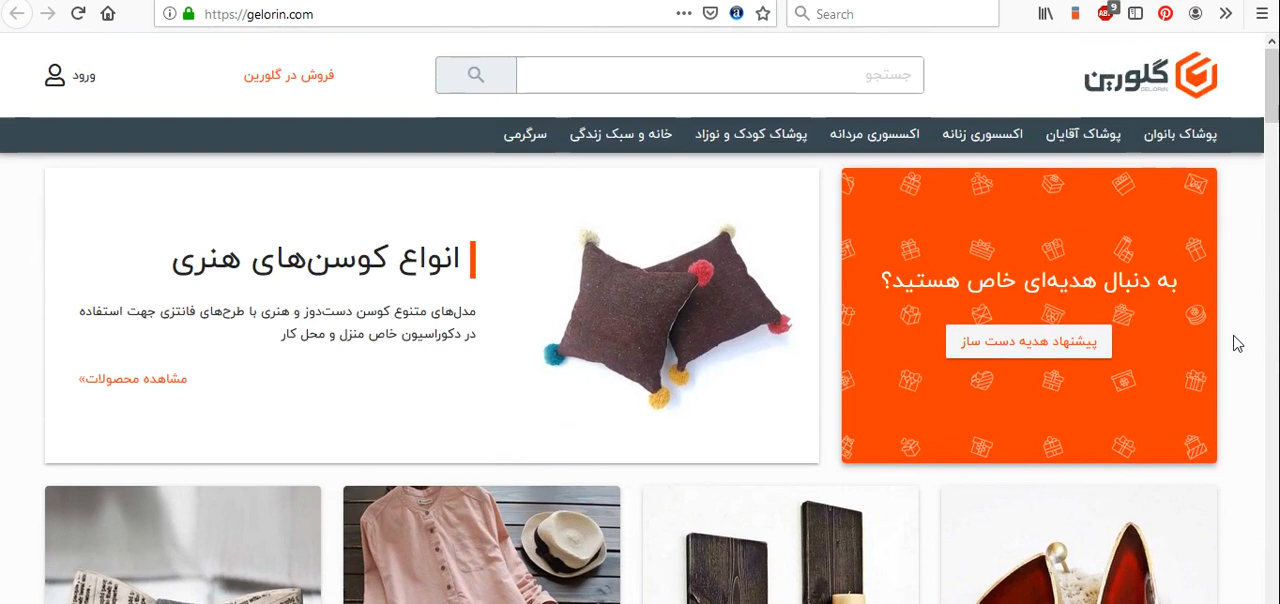 https://gelorin.com
Search
9
گلورین
GELORIN
جستجو
فروش در گلورین
ورود
پوشاک بانوان
پوشاک آقایان
اکسسوری زنانه
اکسسوری مردانه
پوشاک کودک و نوزاد
خانه و سبک زندگی
سرگرمی
به دنبال هدیه‌ای خاص هستید؟
پیشنهاد هدیه دست ساز
انواع کوسن‌های هنری
مدل‌های متنوع کوسن دست‌دوز و هنری با طرح‌های فانتزی جهت استفاده
در دکوراسیون خاص منزل و محل کار
مشاهده محصولات»